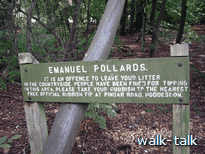 EMANUEL POLLARDS.
IT IS AN OFFENCE TO LEAVE YOUR LITTER
IN THE COUNTRYSIDE. PEOPLE HAVE BEEN FINED FOR TIPPING
IN THIS AREA. PLEASE TAKE YOUR RUBBISH TO THE NEAREST
FREE OFFICIAL RUBBISH TIP AT PINDAR ROAD, HODDESDON.
walk-talk